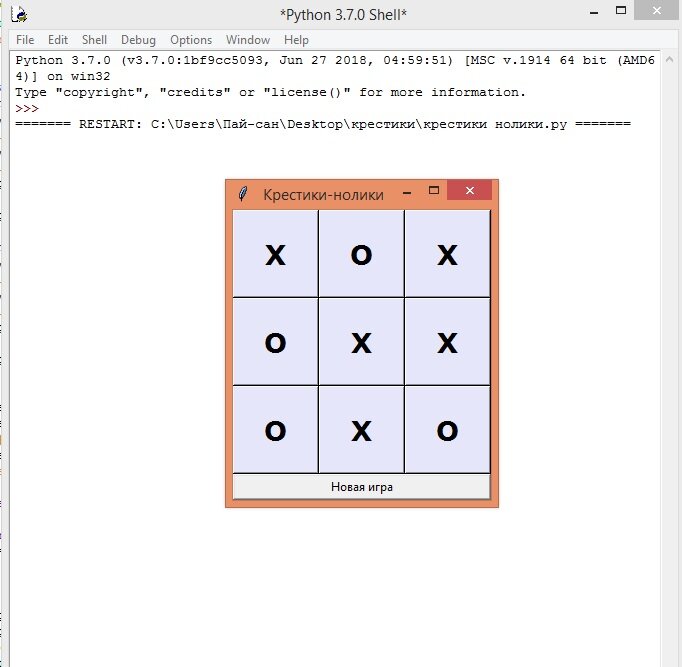 *Python 3.7.0 Shell*
File Edit Shell Debug Options Window Help
Python 3.7.0 (v3.7.0:1bf9cc5093, Jun 27 2018, 04:59:51) [MSC v.1914 64 bit (AMD6
4)] on win32
Type "copyright", "credits" or "license()" for more information.
>>>
======= RESTART: C:\Users\Пай-сан\Desktop\крестики\крестики нолики.py =======
Крестики-нолики
X O X
O X X
O X O
Новая игра